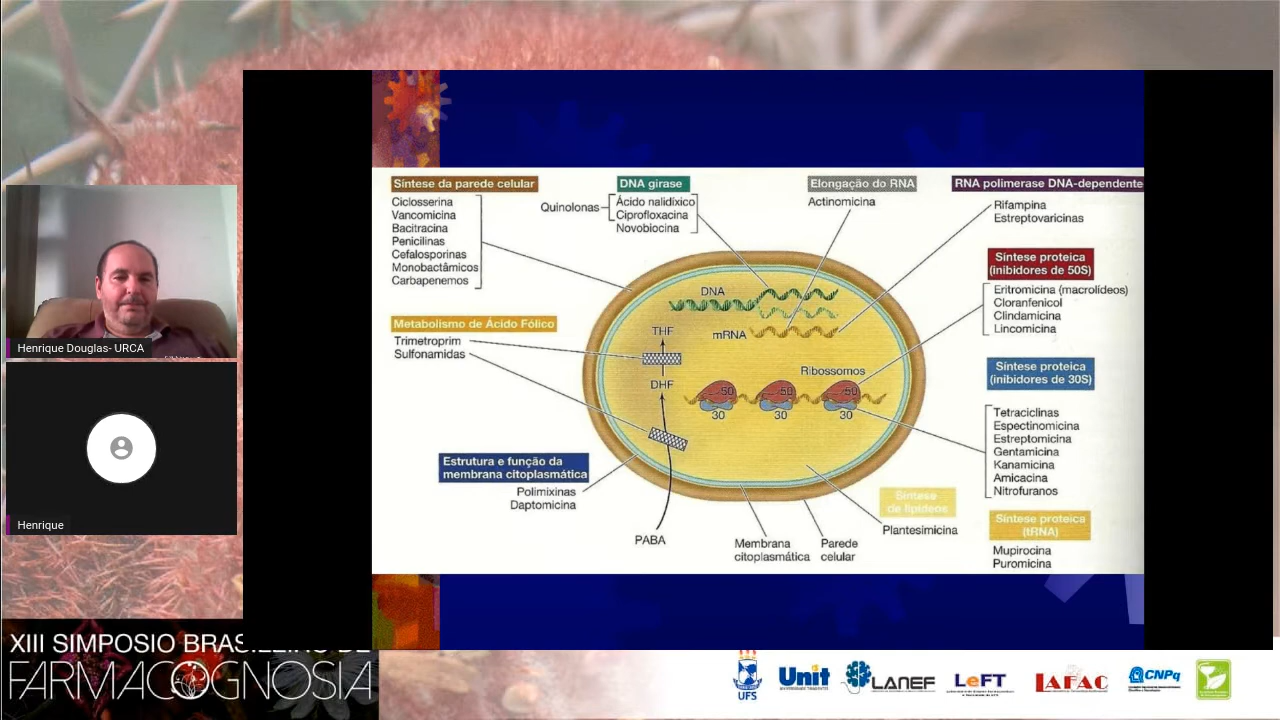 Síntese da parede celular
Ciclosserina
Vancomicina
Bacitracina
Penicilinas
Cefalosporinas
Monobactâmicos
Carbapenemos
DNA girase
Quinolonas
Ácido nalidíxico
Ciprofloxacina
Novobiocina
Elongação do RNA
Actinomicina
RNA polimerase DNA-dependente
Rifampina
Estreptovaricinas
Síntese proteica
(inibidores de 50S)
Eritromicina (macrolídeos)
Cloranfenicol
Clindamicina
Lincomicina
Metabolismo de Ácido Fólico
Trimetroprim
Sulfonamidas
DNA
THF
mRNA
DHF
Ribossomos
50 50 50
30 30 30
Síntese proteica
(inibidores de 30S)
Tetraciclinas
Espectinomicina
Estreptomicina
Gentamicina
Kanamicina
Amicacina
Nitrofuranos
Estrutura e função da
membrana citoplasmática
Polimixinas
Daptomicina
PABA
Membrana
citoplasmática
Parede
celular
Síntese
de lipídeos
Plantesimicina
Síntese proteica
(tRNA)
Mupirocina
Puromicina
Henrique Douglas- URCA
Henrique
XIII SIMPOSIO BRASILEIRO DE
FARMACOGNOSIA
UFS
Unit
LANEF
LeFT
LAFAC
CNPq